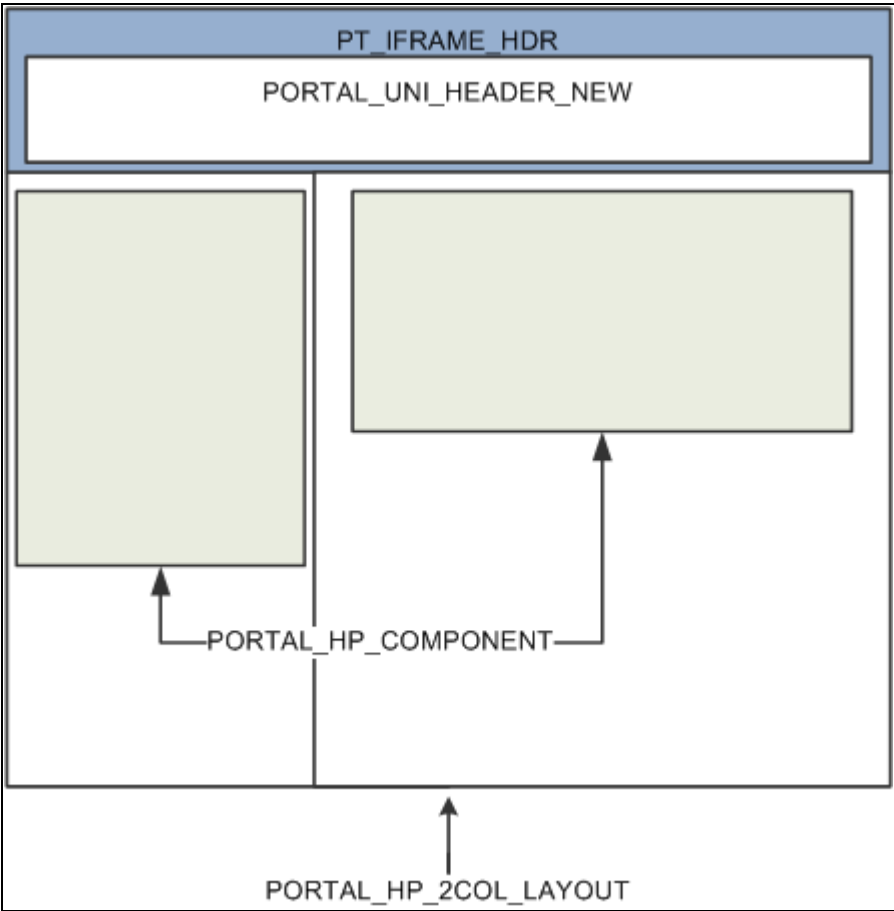 PT_IFRAME_HDR
PORTAL_UNI_HEADER_NEW
PORTAL_HP_COMPONENT
PORTAL_HP_2COL_LAYOUT